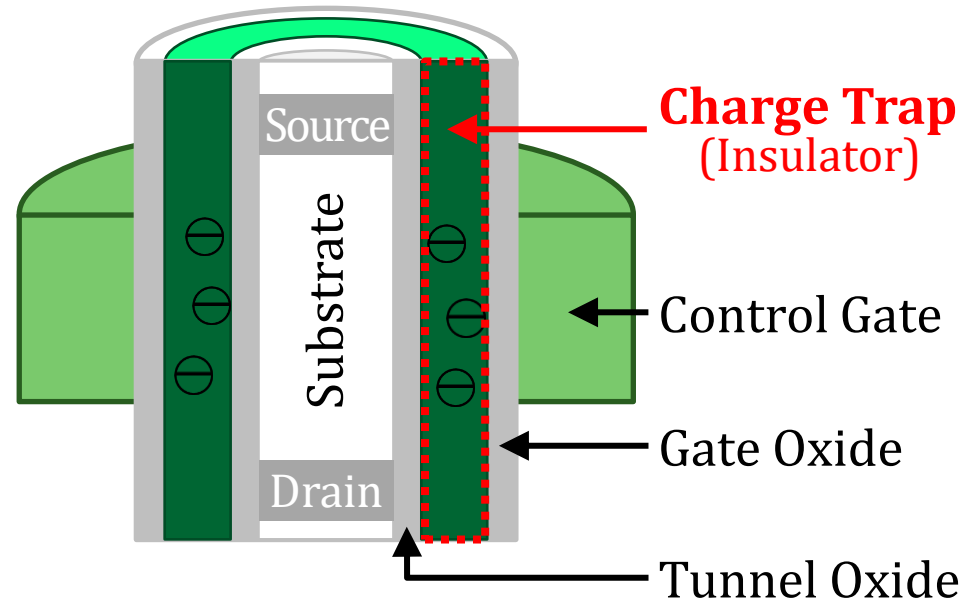 Source
Substrate
Drain
Charge Trap
(Insulator)
Control Gate
Gate Oxide
Tunnel Oxide